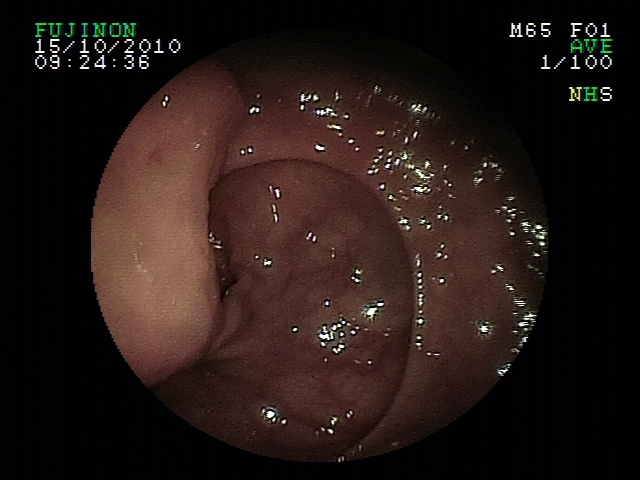 FUJINON
15/10/2010
09:24:36
M65 F01
AVE
1/100
NHS